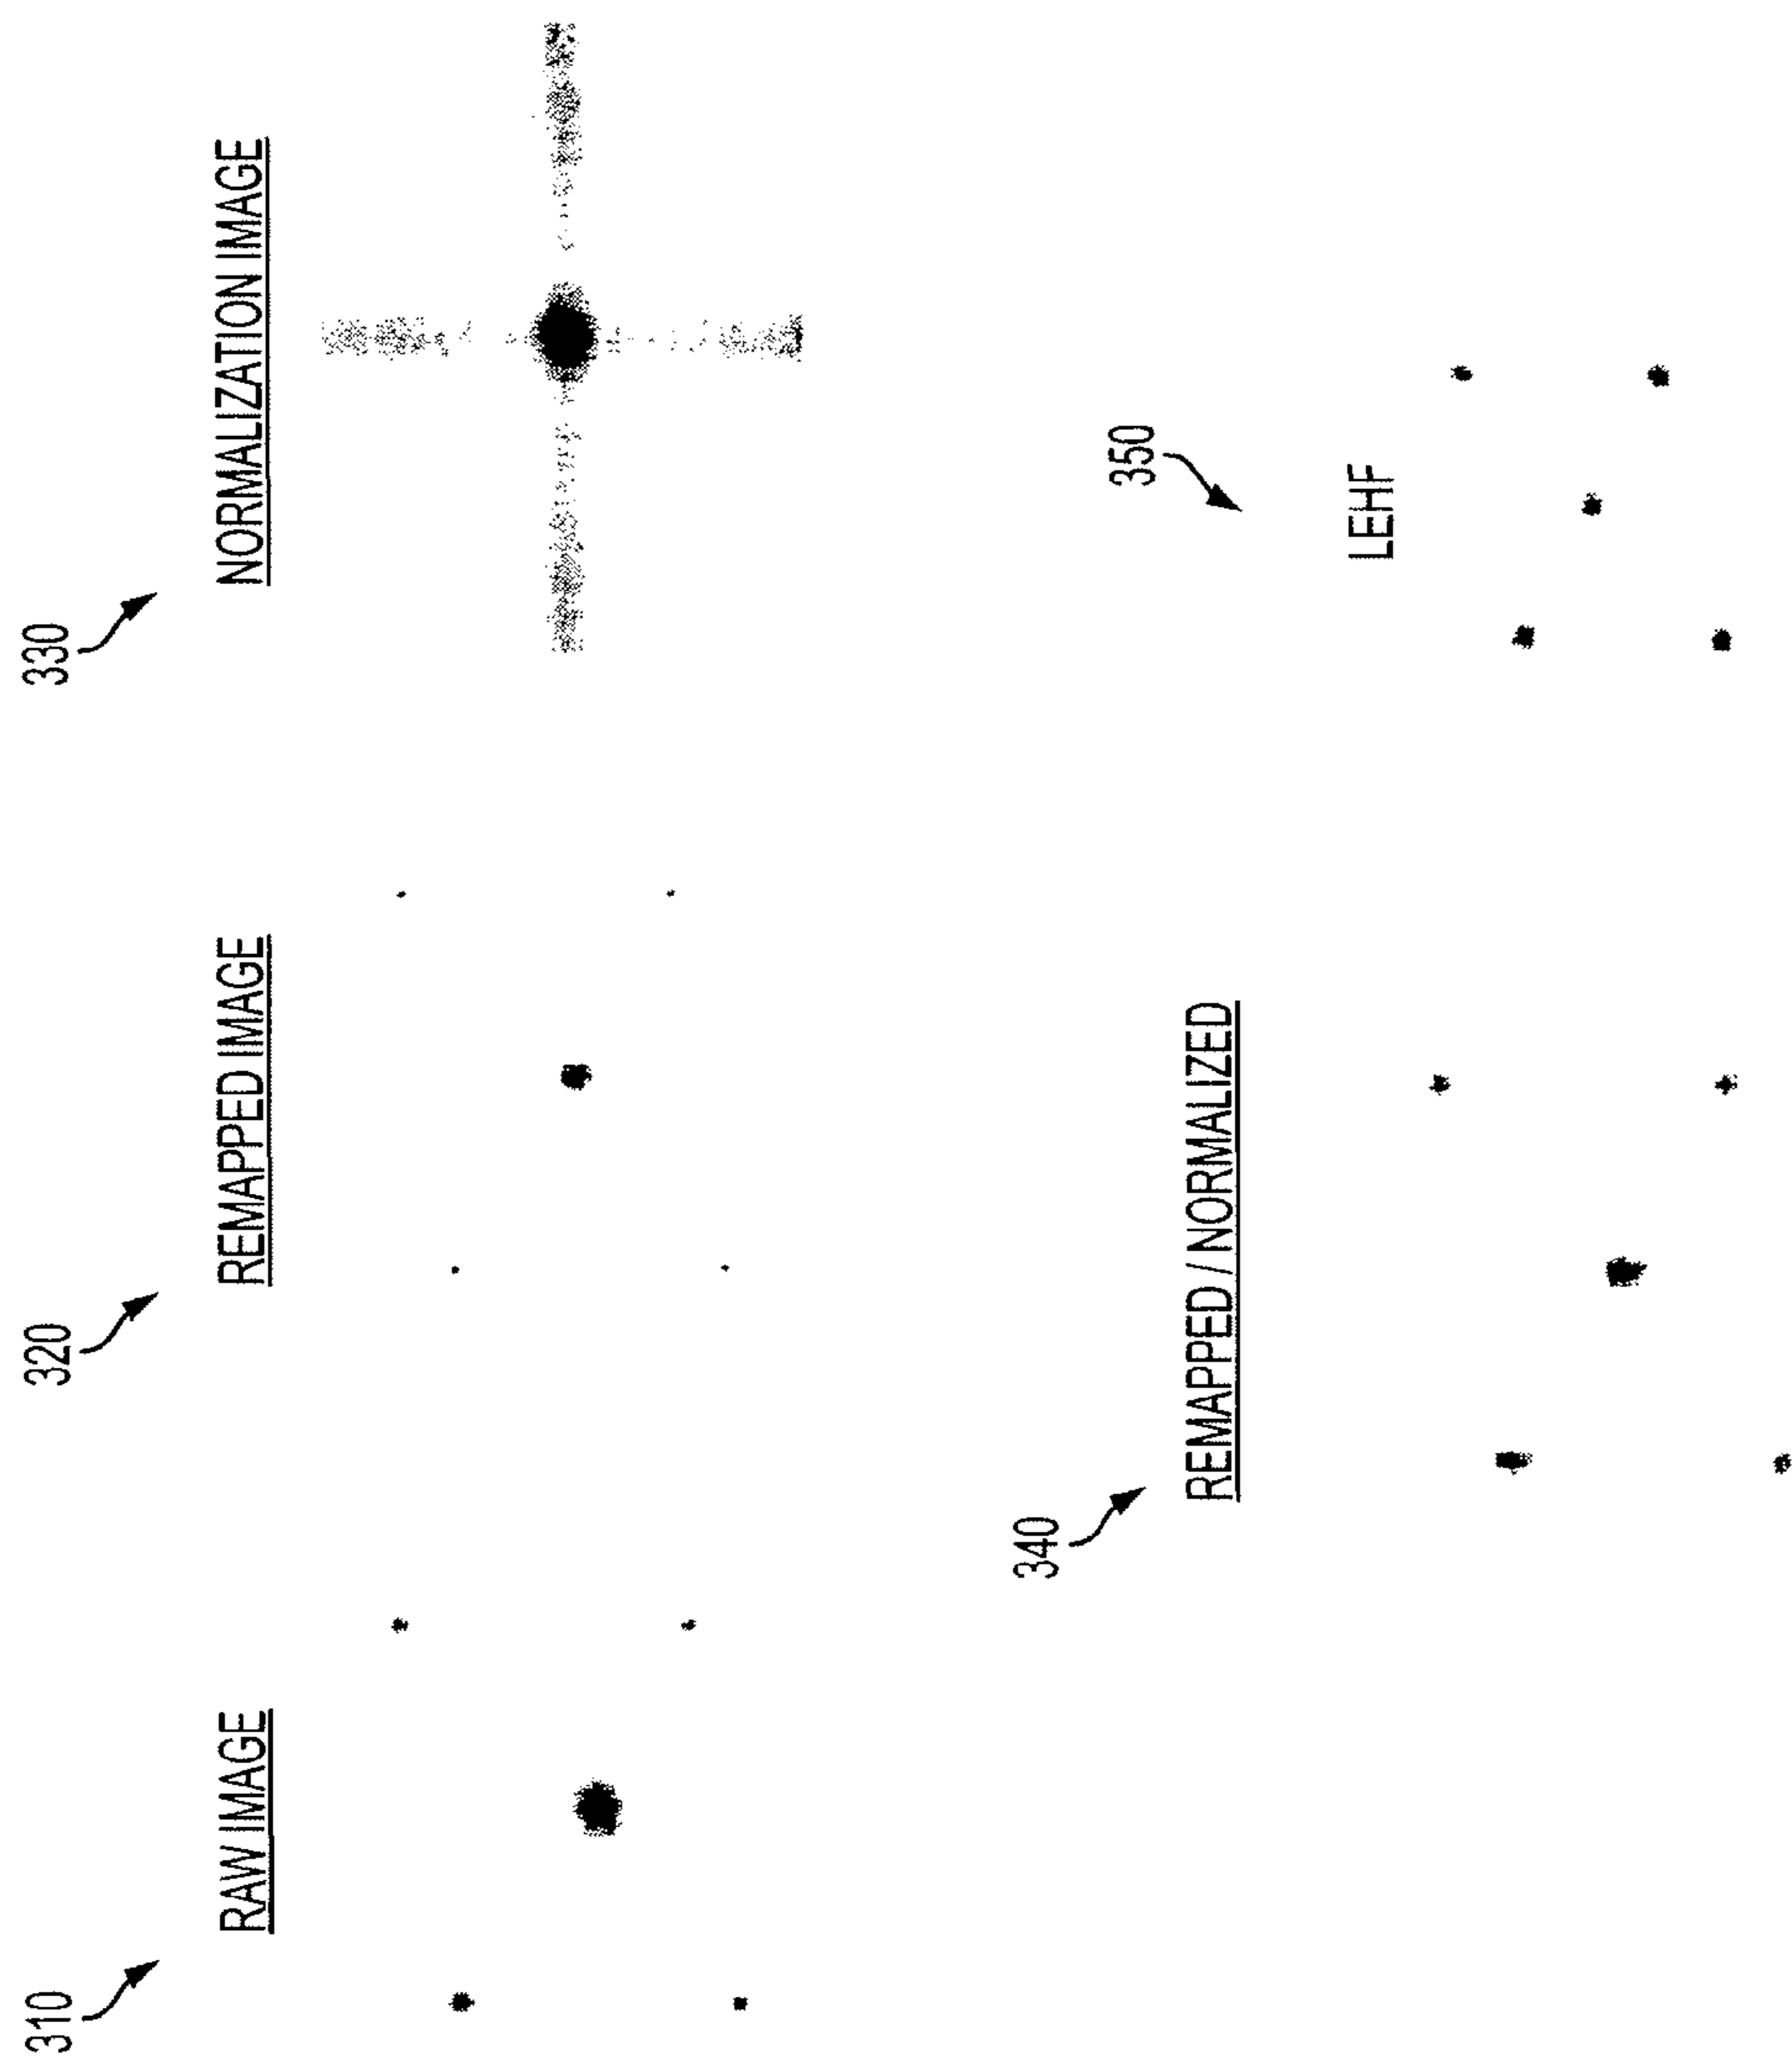 310
RAW IMAGE
320
REMAPPED IMAGE
330
NORMALIZATION IMAGE
340
REMAPPED / NORMALIZED
350
LEHF